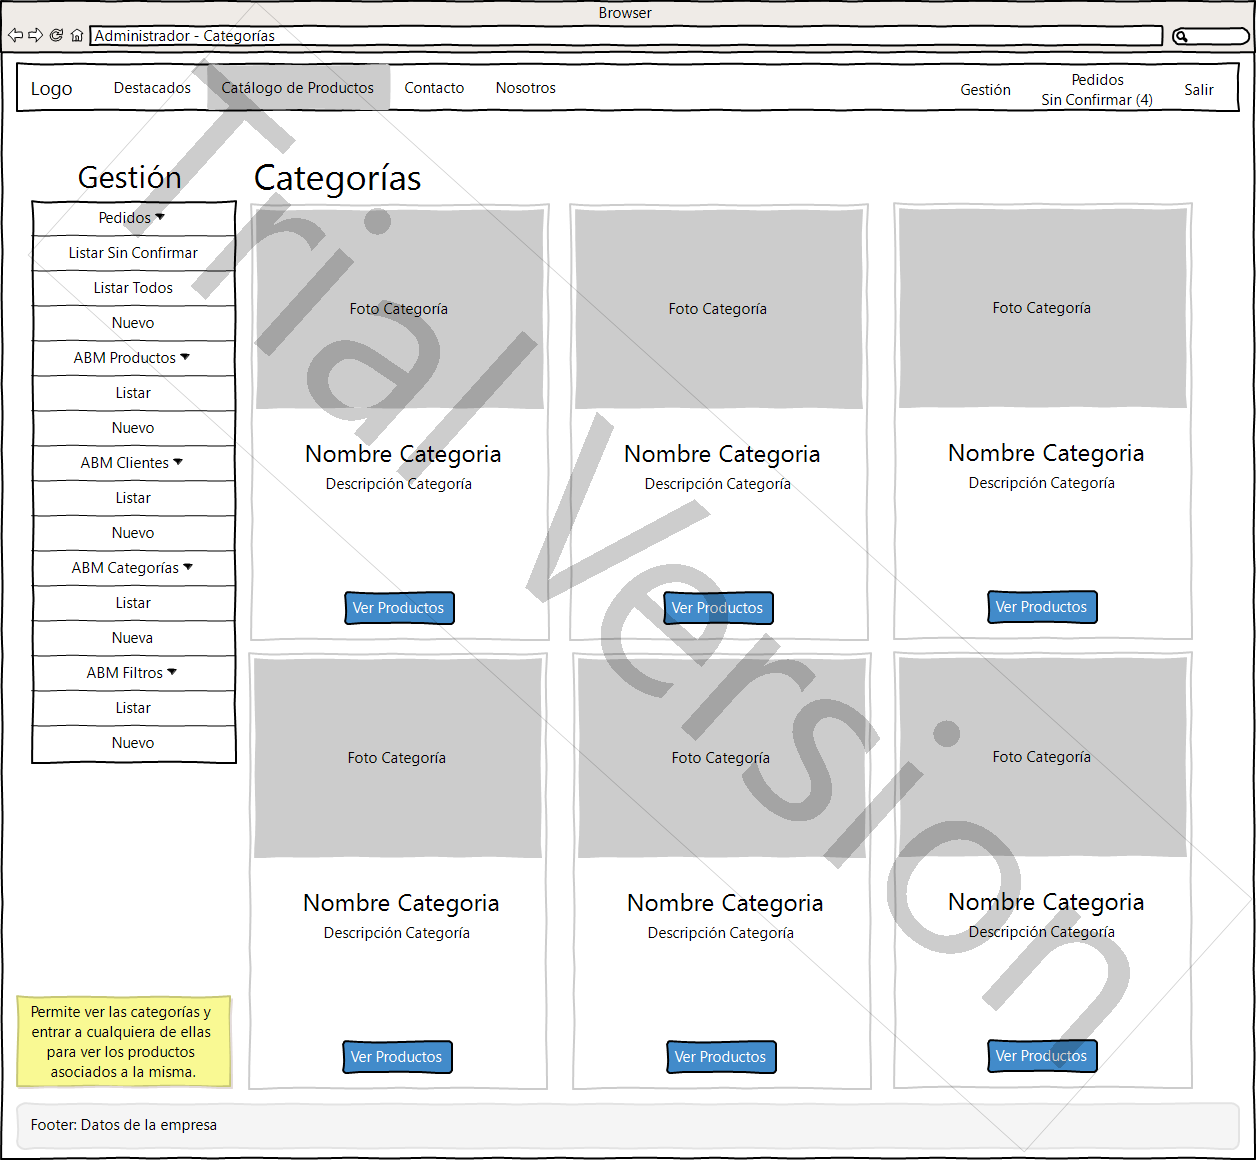 Browser
Administrador - Categorías
Logo
Destacados
Catálogo de Productos
Contacto
Nosotros
Gestión
Pedidos
Sin Confirmar (4)
Salir
Gestión
Pedidos
Listar Sin Confirmar
Listar Todos
Nuevo
ABM Productos
Listar
Nuevo
ABM Clientes
Listar
Nuevo
ABM Categorías
Listar
Nueva
ABM Filtros
Listar
Nuevo
Permite ver las categorías y
entrar a cualquiera de ellas
para ver los productos
asociados a la misma.
Categorías
Foto Categoría
Nombre Categoria
Descripción Categoría
Ver Productos
Foto Categoría
Nombre Categoria
Descripción Categoría
Ver Productos
Foto Categoría
Nombre Categoria
Descripción Categoría
Ver Productos
Foto Categoría
Nombre Categoria
Descripción Categoría
Ver Productos
Foto Categoría
Nombre Categoria
Descripción Categoría
Ver Productos
Foto Categoría
Nombre Categoria
Descripción Categoría
Ver Productos
Footer: Datos de la empresa
Trial Version